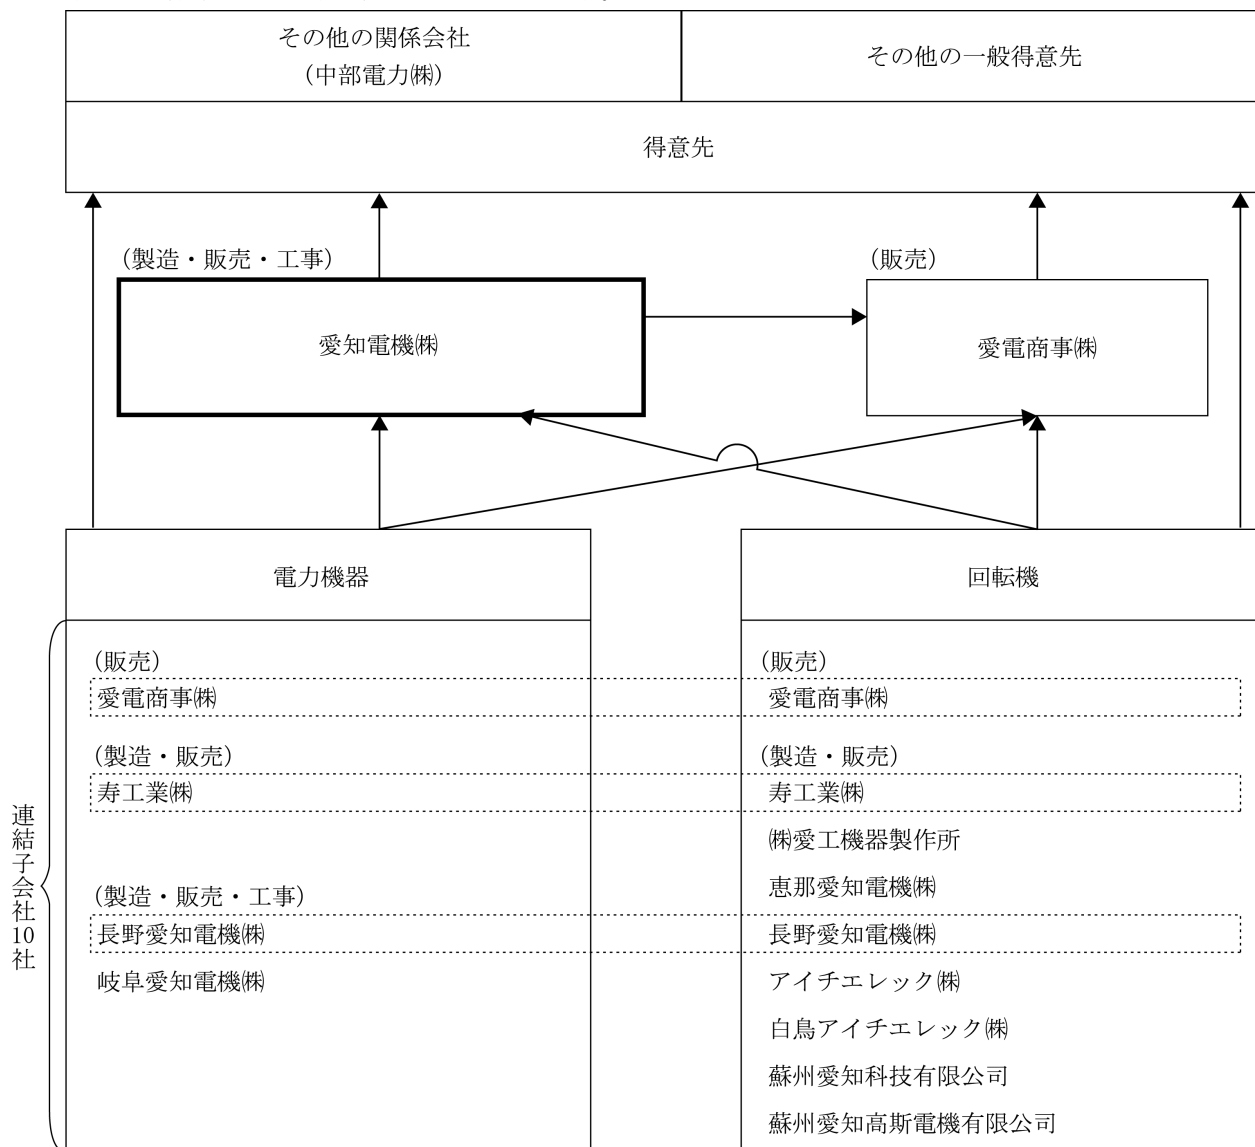 その他の関係会社
（中部電力㈱）
その他の一般得意先
得意先
（製造・販売・工事）
（販売）
愛知電機㈱
愛電商事㈱
電力機器
回転機
連結子会社10社
（販売）
愛電商事㈱
（製造・販売）
寿工業㈱
（製造・販売・工事）
長野愛知電機㈱
岐阜愛知電機㈱
（販売）
愛電商事㈱
（製造・販売）
寿工業㈱
㈱愛工機器製作所
恵那愛知電機㈱
長野愛知電機㈱
アイチエレック㈱
白鳥アイチエレック㈱
蘇州愛知科技有限公司
蘇州愛知高斯電機有限公司